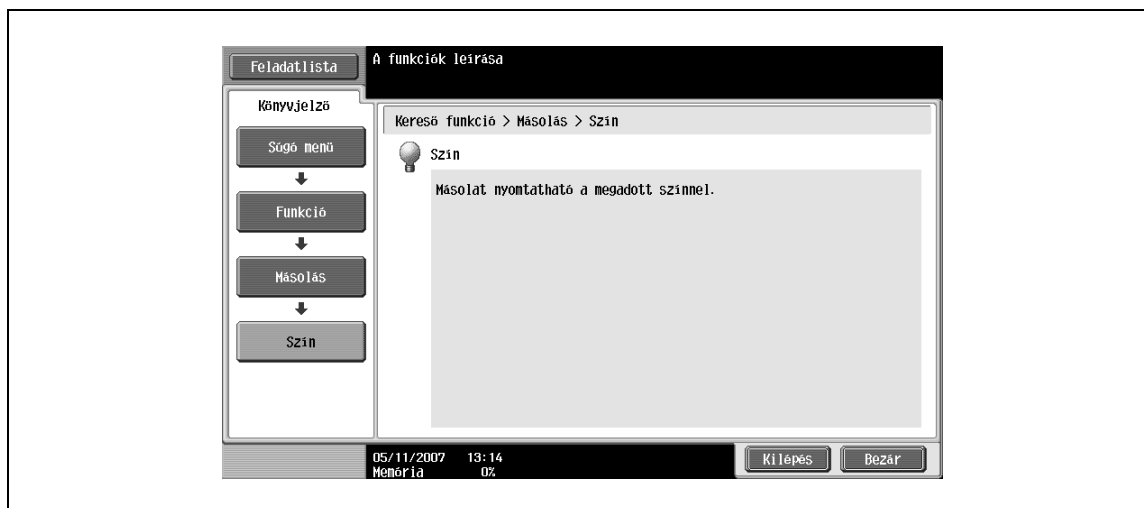 Feladatlista
A funkciók leírása
Könyvjelző
Kereső funkció > Másolás > Szín
Súgó menü
Szín
Másolat nyomtatható a megadott színnel.
Funkció
Másolás
Szín
05/11/2007 13:14
Memória 0%
Kilépés
Bezár